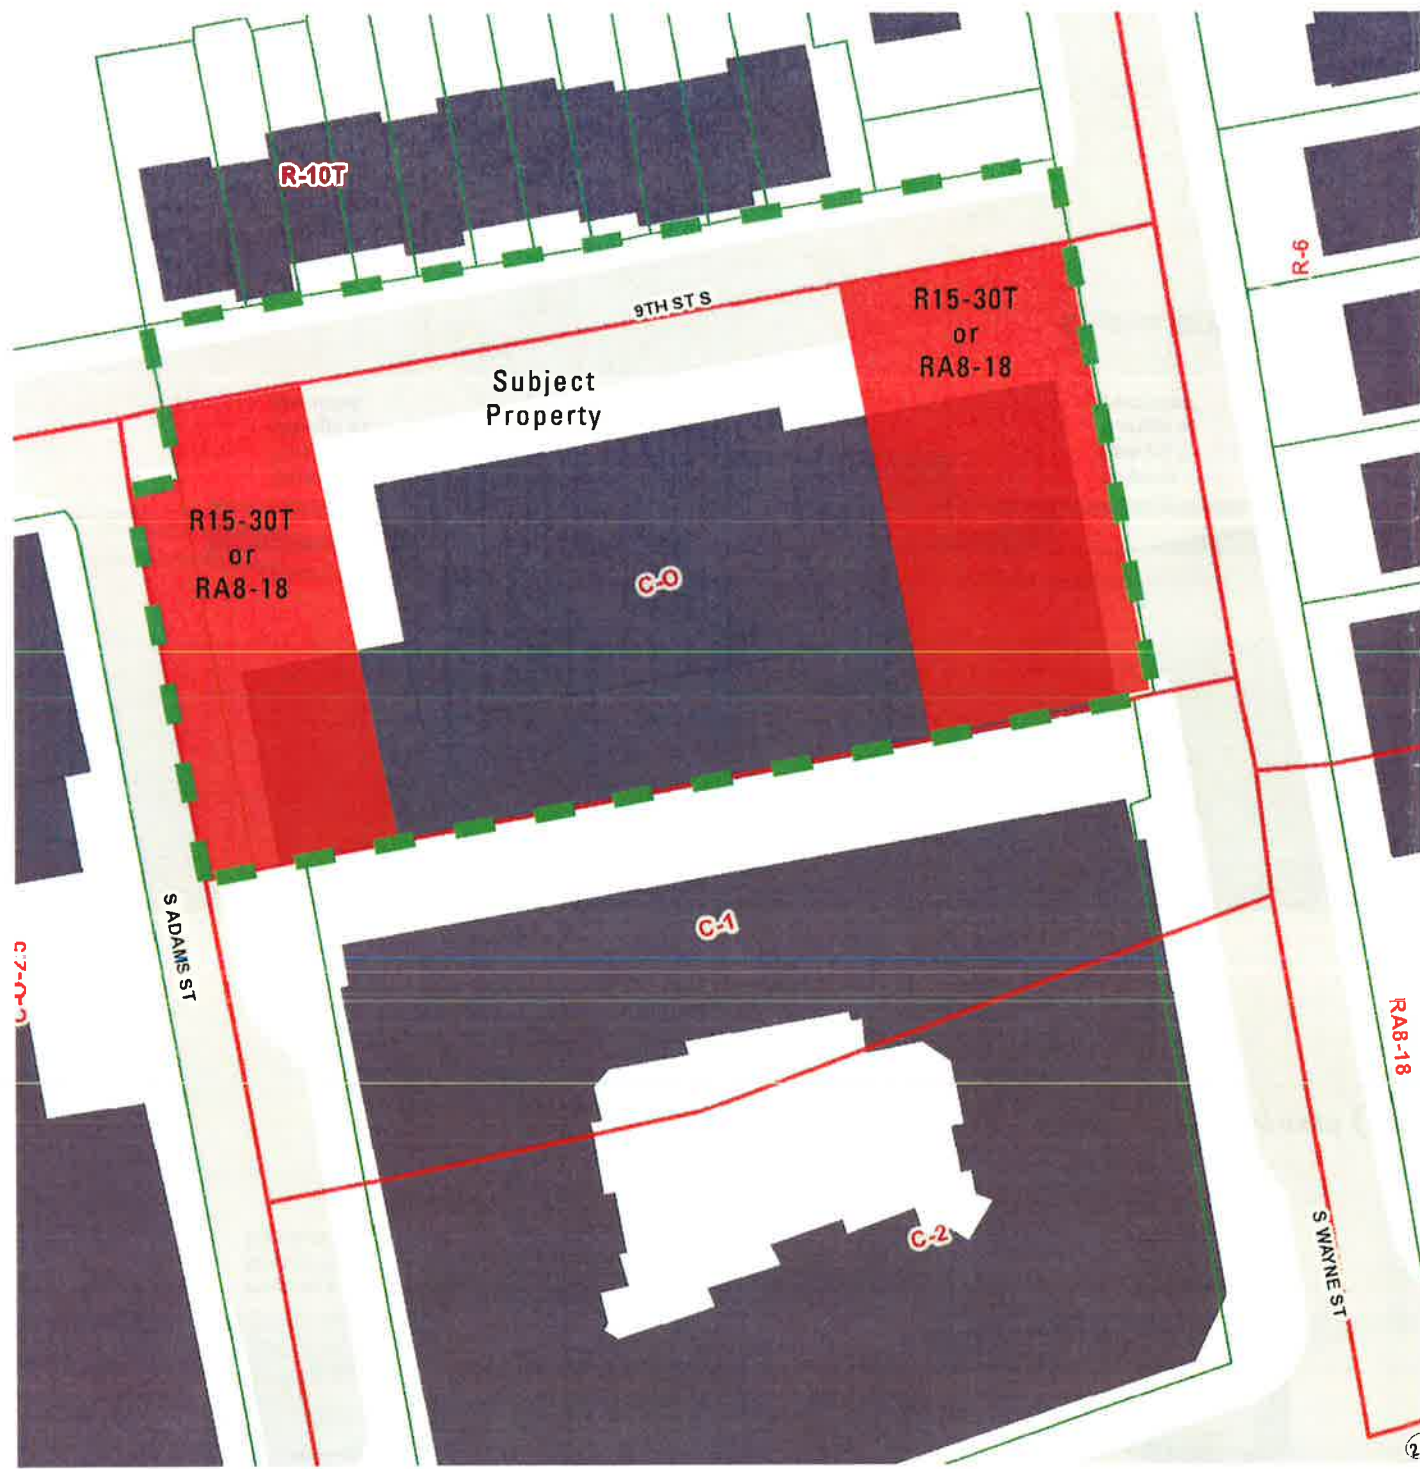 R-10T
R-6
9TH ST S
R15-30T
or
RA8-18
Subject
Property
R15-30T
or
RA8-18
C-O
C-1
S ADAMS ST
RA8-18
C-2
S WAYNE ST
2